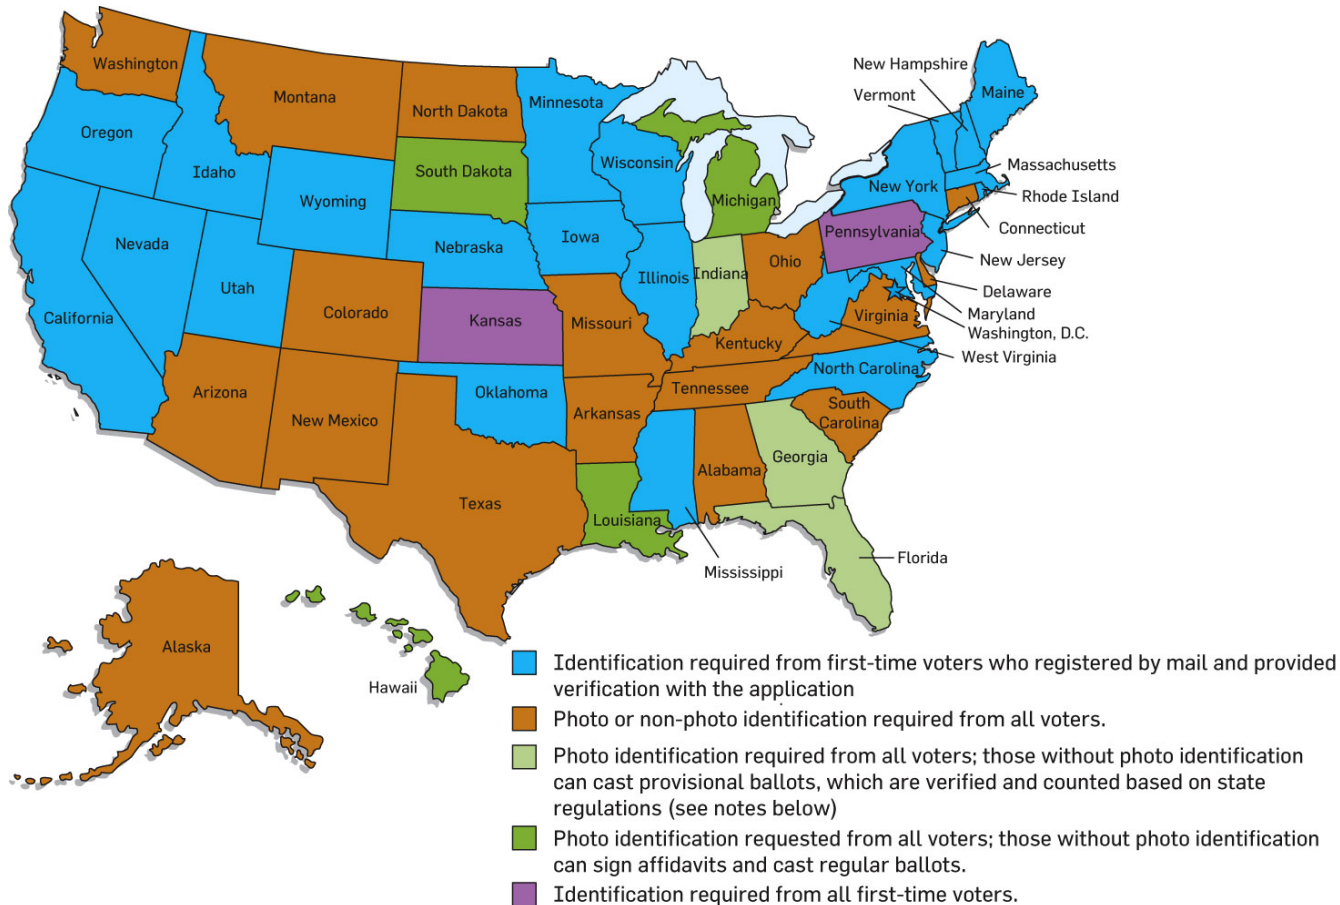 Washington
Montana
North Dakota
Minnesota
New Hampshire
Vermont
Maine
Oregon
Idaho
South Dakota
Wisconsin
Massachusetts
Wyoming
Michigan
New York
Rhode Island
Connecticut
Nevada
Nebraska
Iowa
Pennsylvania
New Jersey
Utah
Illinois
Indiana
Ohio
Delaware
California
Colorado
Kansas
Missouri
Virginia
Maryland
Washington, D.C.
Kentucky
West Virginia
Arizona
New Mexico
Oklahoma
Arkansas
Tennessee
North Carolina
South
Carolina
Texas
Louisiana
Alabama
Georgia
Mississippi
Florida
Alaska
Hawaii
Identification required from first-time voters who registered by mail and provided
verification with the application
Photo or non-photo identification required from all voters.
Photo identification required from all voters; those without photo identification
can cast provisional ballots, which are verified and counted based on state
regulations (see notes below)
Photo identification requested from all voters; those without photo identification
can sign affidavits and cast regular ballots.
Identification required from all first-time voters.